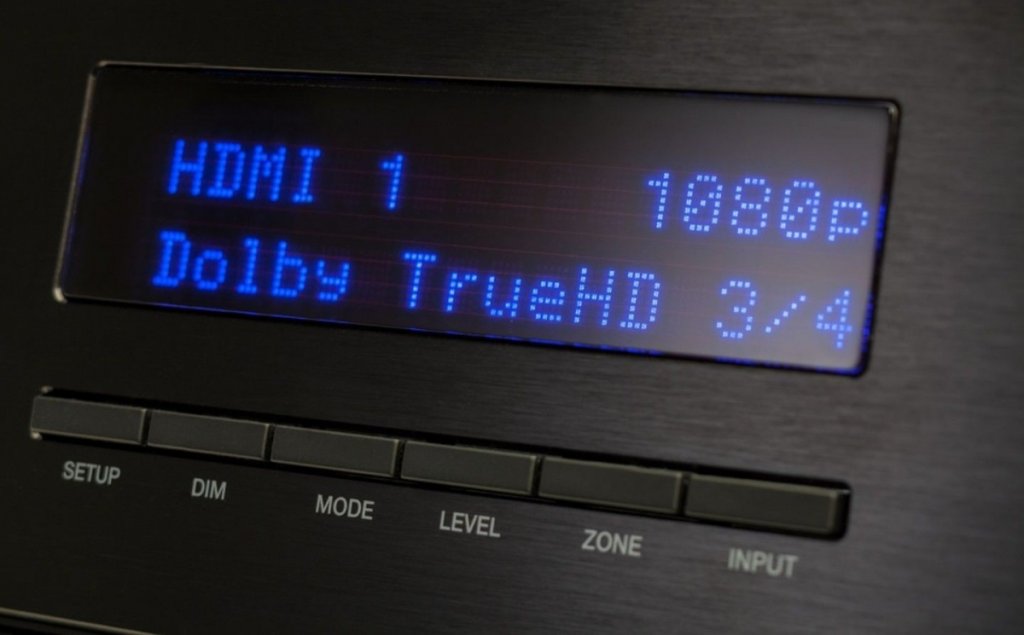 HDMI 1 1080p
Dolby TrueHD 3/4
SETUP DIM MODE LEVEL ZONE INPUT